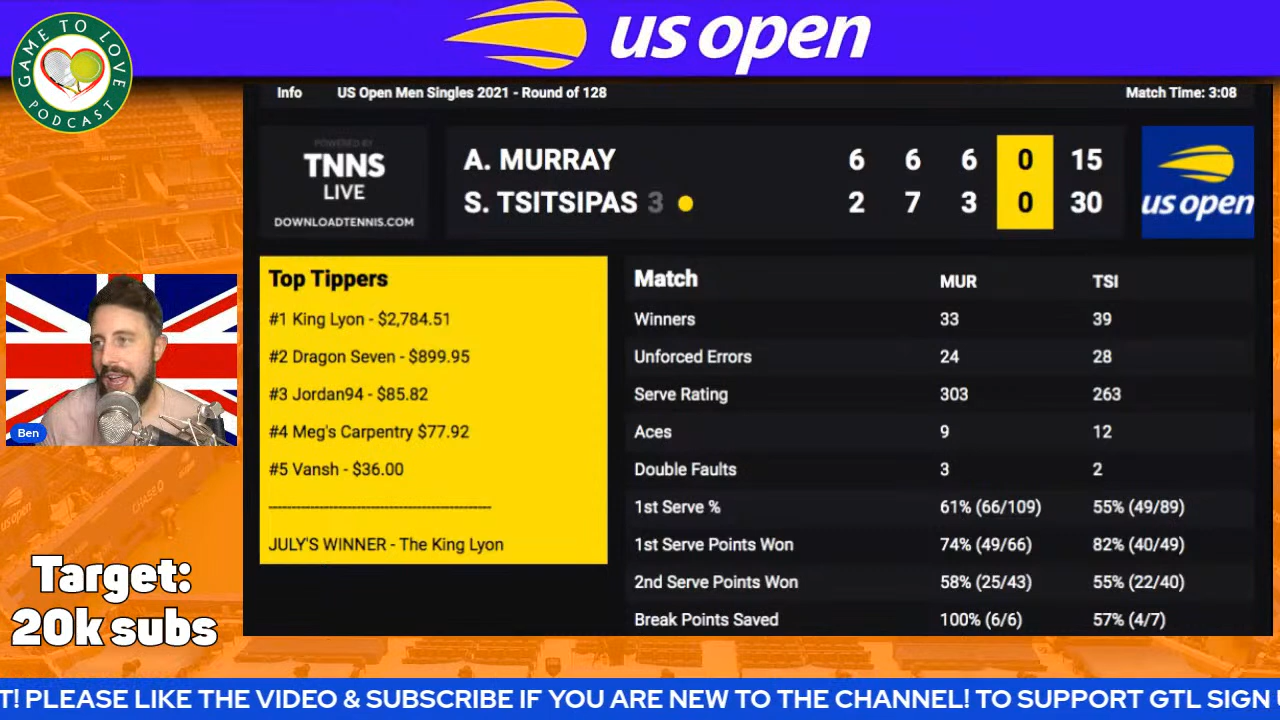 GAME TO LOVE PODCAST
us open
Info US Open Men Singles 2021 - Round of 128 Match Time: 3:08
POWERED BY
TNNS
LIVE
DOWNLOADTENNIS.COM
A. MURRAY 6 6 6 0 15
S. TSITSIPAS 3 2 7 3 0 30
us open
Top Tippers
#1 King Lyon - $2,784.51
#2 Dragon Seven - $899.95
#3 Jordan94 - $85.82
#4 Meg's Carpentry $77.92
#5 Vansh - $36.00
JULY'S WINNER - The King Lyon
Match MUR TSI
Winners 33 39
Unforced Errors 24 28
Serve Rating 303 263
Aces 9 12
Double Faults 3 2
1st Serve % 61% (66/109) 55% (49/89)
1st Serve Points Won 74% (49/66) 82% (40/49)
2nd Serve Points Won 58% (25/43) 55% (22/40)
Break Points Saved 100% (6/6) 57% (4/7)
Ben
CHASE
us open
Target:
20k subs
T! PLEASE LIKE THE VIDEO & SUBSCRIBE IF YOU ARE NEW TO THE CHANNEL! TO SUPPORT GTL SIGN